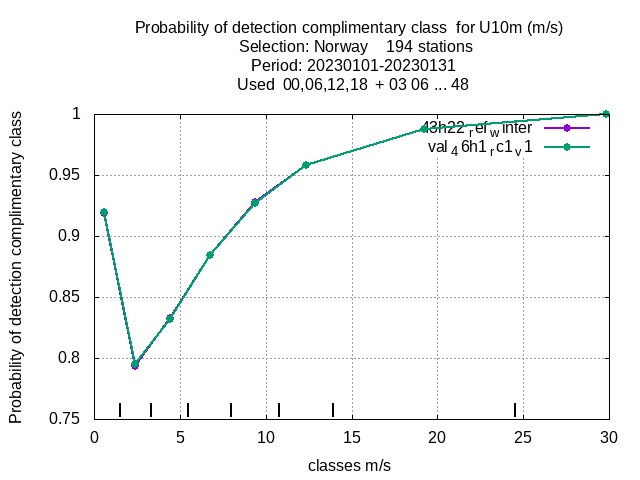 Probability of detection complimentary class  for U10m (m/s)
Selection: Norway    194 stations
Period: 20230101-20230131
Used  00,06,12,18  + 03 06 ... 48
Probability of detection complimentary class
1
0.95
0.9
0.85
0.8
0.75
43h22refwinter
val46h1rc1v1
0 5 10 15 20 25 30
classes m/s